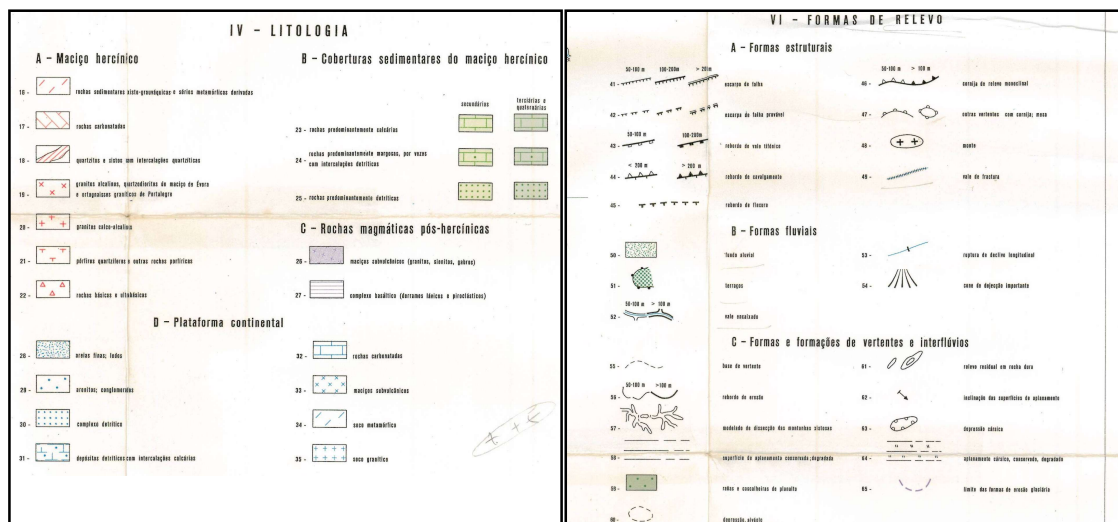 IV - LITOLOGIA
A - Maciço hercínico
16 - rochas sedimentares xisto-grauváquicas e séries metamórficas derivadas
17 - rochas carbonatadas
18 - quartzitos e xistos com intercalações quartzíticas
19 - granitos alcalinos, quartzodioritos do maciço de Évora
e ortognaisses graníticos de Portalegre
20 - granitos calco-alcalinos
21 - pórfiros quartzíferos e outras rochas porfíricas
22 - rochas básicas e ultrabásicas
B - Coberturas sedimentares do maciço hercínico
secundárias
terciárias e
quaternárias
23 - rochas predominantemente calcárias
24 - rochas predominantemente margosas, por vezes
com intercalações detríticas
25 - rochas predominantemente detríticas
C - Rochas magmáticas pós-hercínicas
26 - maciços subvulcânicos (granitos, sienitos, gabros)
27 - complexo basáltico (derrames lávicos e piroclásticos)
D - Plataforma continental
28 - areias finas; lodos
29 - arenitos; conglomerados
30 - complexo detrítico
31 - depósitos detríticos com intercalações calcárias
32 - rochas carbonatadas
33 - maciços subvulcânicos
34 - soco metamórfico
35 - soco granítico
VI - FORMAS DE RELEVO
A - Formas estruturais
50-100 m 100-200m > 200m
41 - escarpa de falha
42 - escarpa de falha provável
50-100 m 100-200m
43 - rebordo de vale tifónico
< 200 m > 200 m
44 - rebordo de cavalgamento
45 - rebordo de flexura
50-100 m > 100 m
46 - cornija de relevo monoclinal
47 - outras vertentes com cornija; mesa
48 - monte
49 - vale de fractura
B - Formas fluviais
50 - fundo aluvial
51 - terraços
50-100 m > 100 m
52 - vale encaixado
53 - ruptura de declive longitudinal
54 - cone de dejecção importante
C - Formas e formações de vertentes e interflúvios
55 - base de vertente
50-100 m >100 m
56 - rebordo de erosão
57 - modelado de dissecção das montanhas xistosas
58 - superfície de aplanamento conservada; degradada
59 - rañas e cascalheiras de planalto
60 - depressão, alvéolo
61 - relevo residual em rocha dura
62 - inclinação das superfícies de aplanamento
63 - depressão cársica
64 - aplanamento cársico, conservado, degradado
65 - limite das formas de erosão glaciária